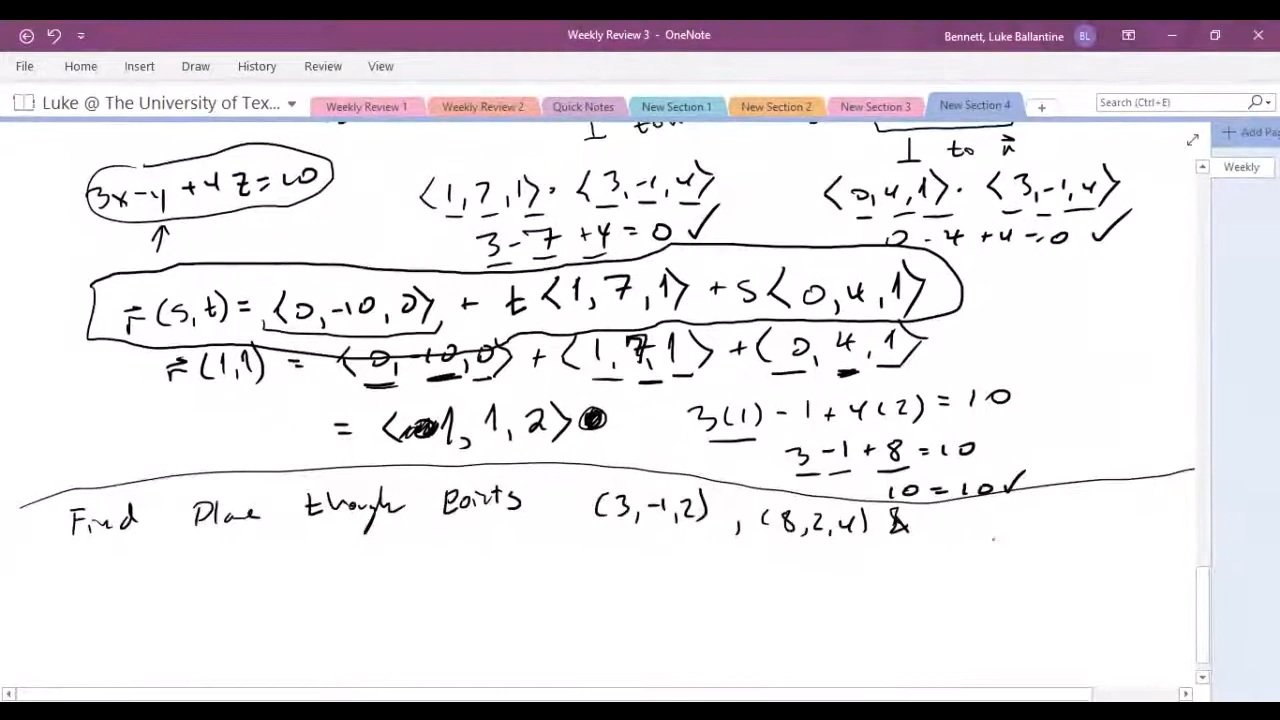 Weekly Review 3 - OneNote
Bennett, Luke Ballantine BL
File Home Insert Draw History Review View
Luke @ The University of Tex... Weekly Review 1 Weekly Review 2 Quick Notes New Section 1 New Section 2 New Section 3 New Section 4 + Search (Ctrl+E)
+ Add Pag
Weekly
⊥ to
⊥ to n⃗
3x-y+4z=10
<1,7,1>·<3,-1,4>
3-7+4=0✓
<0,4,1>·<3,-1,4>
0-4+4=0✓
r⃗(s,t)=<0,-10,0>+t<1,7,1>+s<0,4,1>
r⃗(1,1)=<0,-10,0>+<1,7,1>+<0,4,1>
=<1,1,2>
3(1)-1+4(2)=10
3-1+8=10
10=10✓
Find Plane though Points (3,-1,2), (8,2,4) &